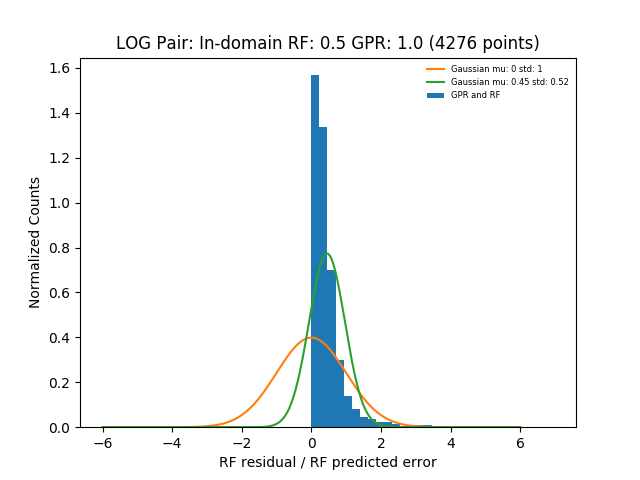 LOG Pair: In-domain RF: 0.5 GPR: 1.0 (4276 points)
Gaussian mu: 0 std: 1
Gaussian mu: 0.45 std: 0.52
GPR and RF
Normalized Counts
1.6
1.4
1.2
1.0
0.8
0.6
0.4
0.2
0.0
−6 −4 −2 0 2 4 6
RF residual / RF predicted error